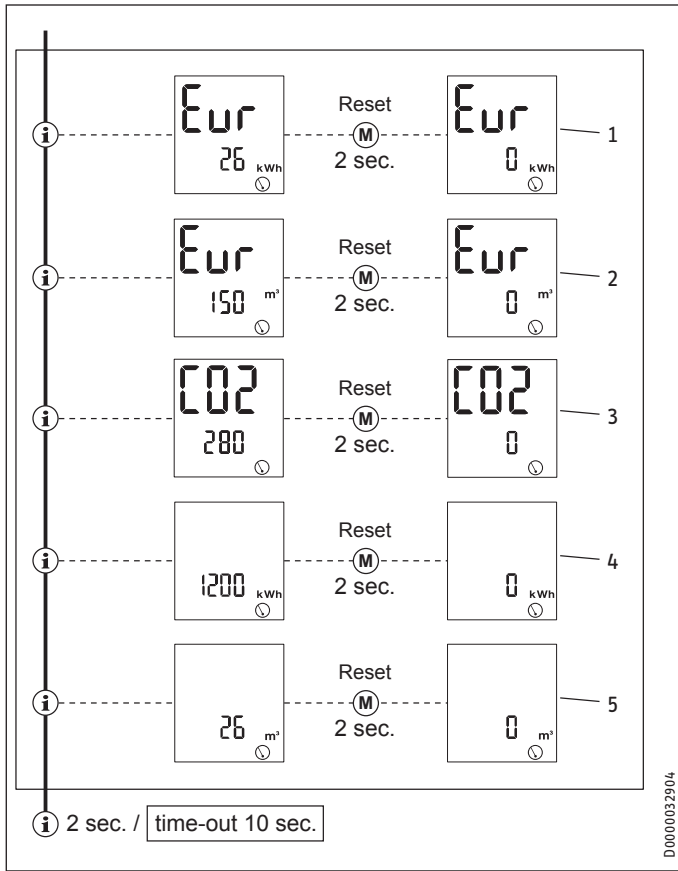 Eur
26 kWh
i
Reset
M
2 sec.
Eur
0 kWh
1
Eur
150 m³
i
Reset
M
2 sec.
Eur
0 m³
2
CO2
280
i
Reset
M
2 sec.
CO2
0
3
1200 kWh
i
Reset
M
2 sec.
0 kWh
4
26 m³
i
Reset
M
2 sec.
0 m³
5
i 2 sec. / time-out 10 sec.
D0000032904